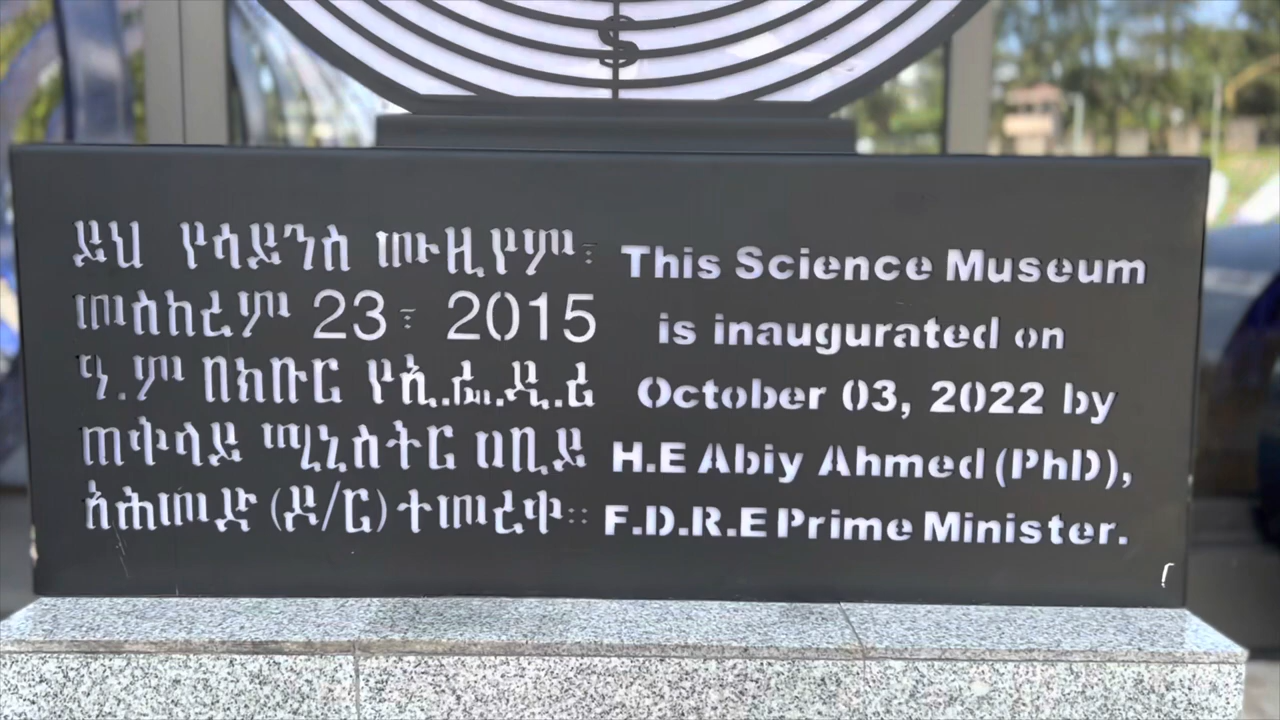 ይህ የሳይንስ ሙዚየም፣
መስከረም 23፣ 2015
ዓ.ም በክቡር የኢ.ፌ.ዲ.ሪ
ጠቅላይ ሚኒስትር ዐቢይ
አሕመድ (ዶ/ር) ተመረቀ።
This Science Museum
is inaugurated on
October 03, 2022 by
H.E Abiy Ahmed (PhD),
F.D.R.E Prime Minister.